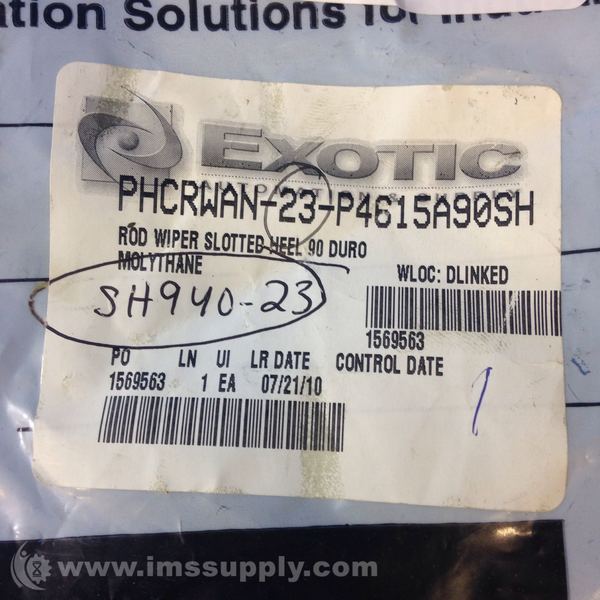 ation Solutions for
EXOTIC
PHCRWAN-23-P4615A90SH
ROD WIPER SLOTTED HEEL 90 DURO
MOLYTHANE
WLOC: DLINKED
SH940-23
1569563
PO LN UI LR DATE CONTROL DATE
1569563 1 EA 07/21/10
1
www.imssupply.com